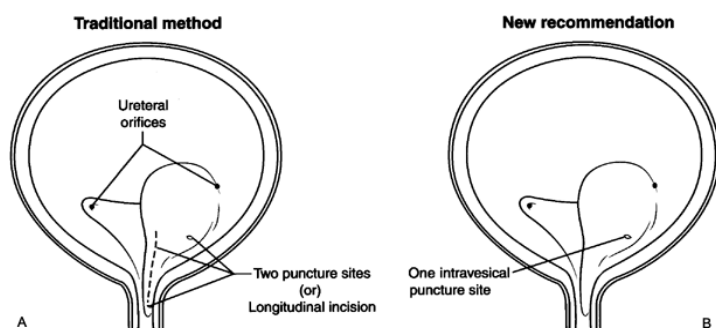 Traditional method
New recommendation
Ureteral
orifices
Two puncture sites
(or)
Longitudinal incision
One intravesical
puncture site
A
B